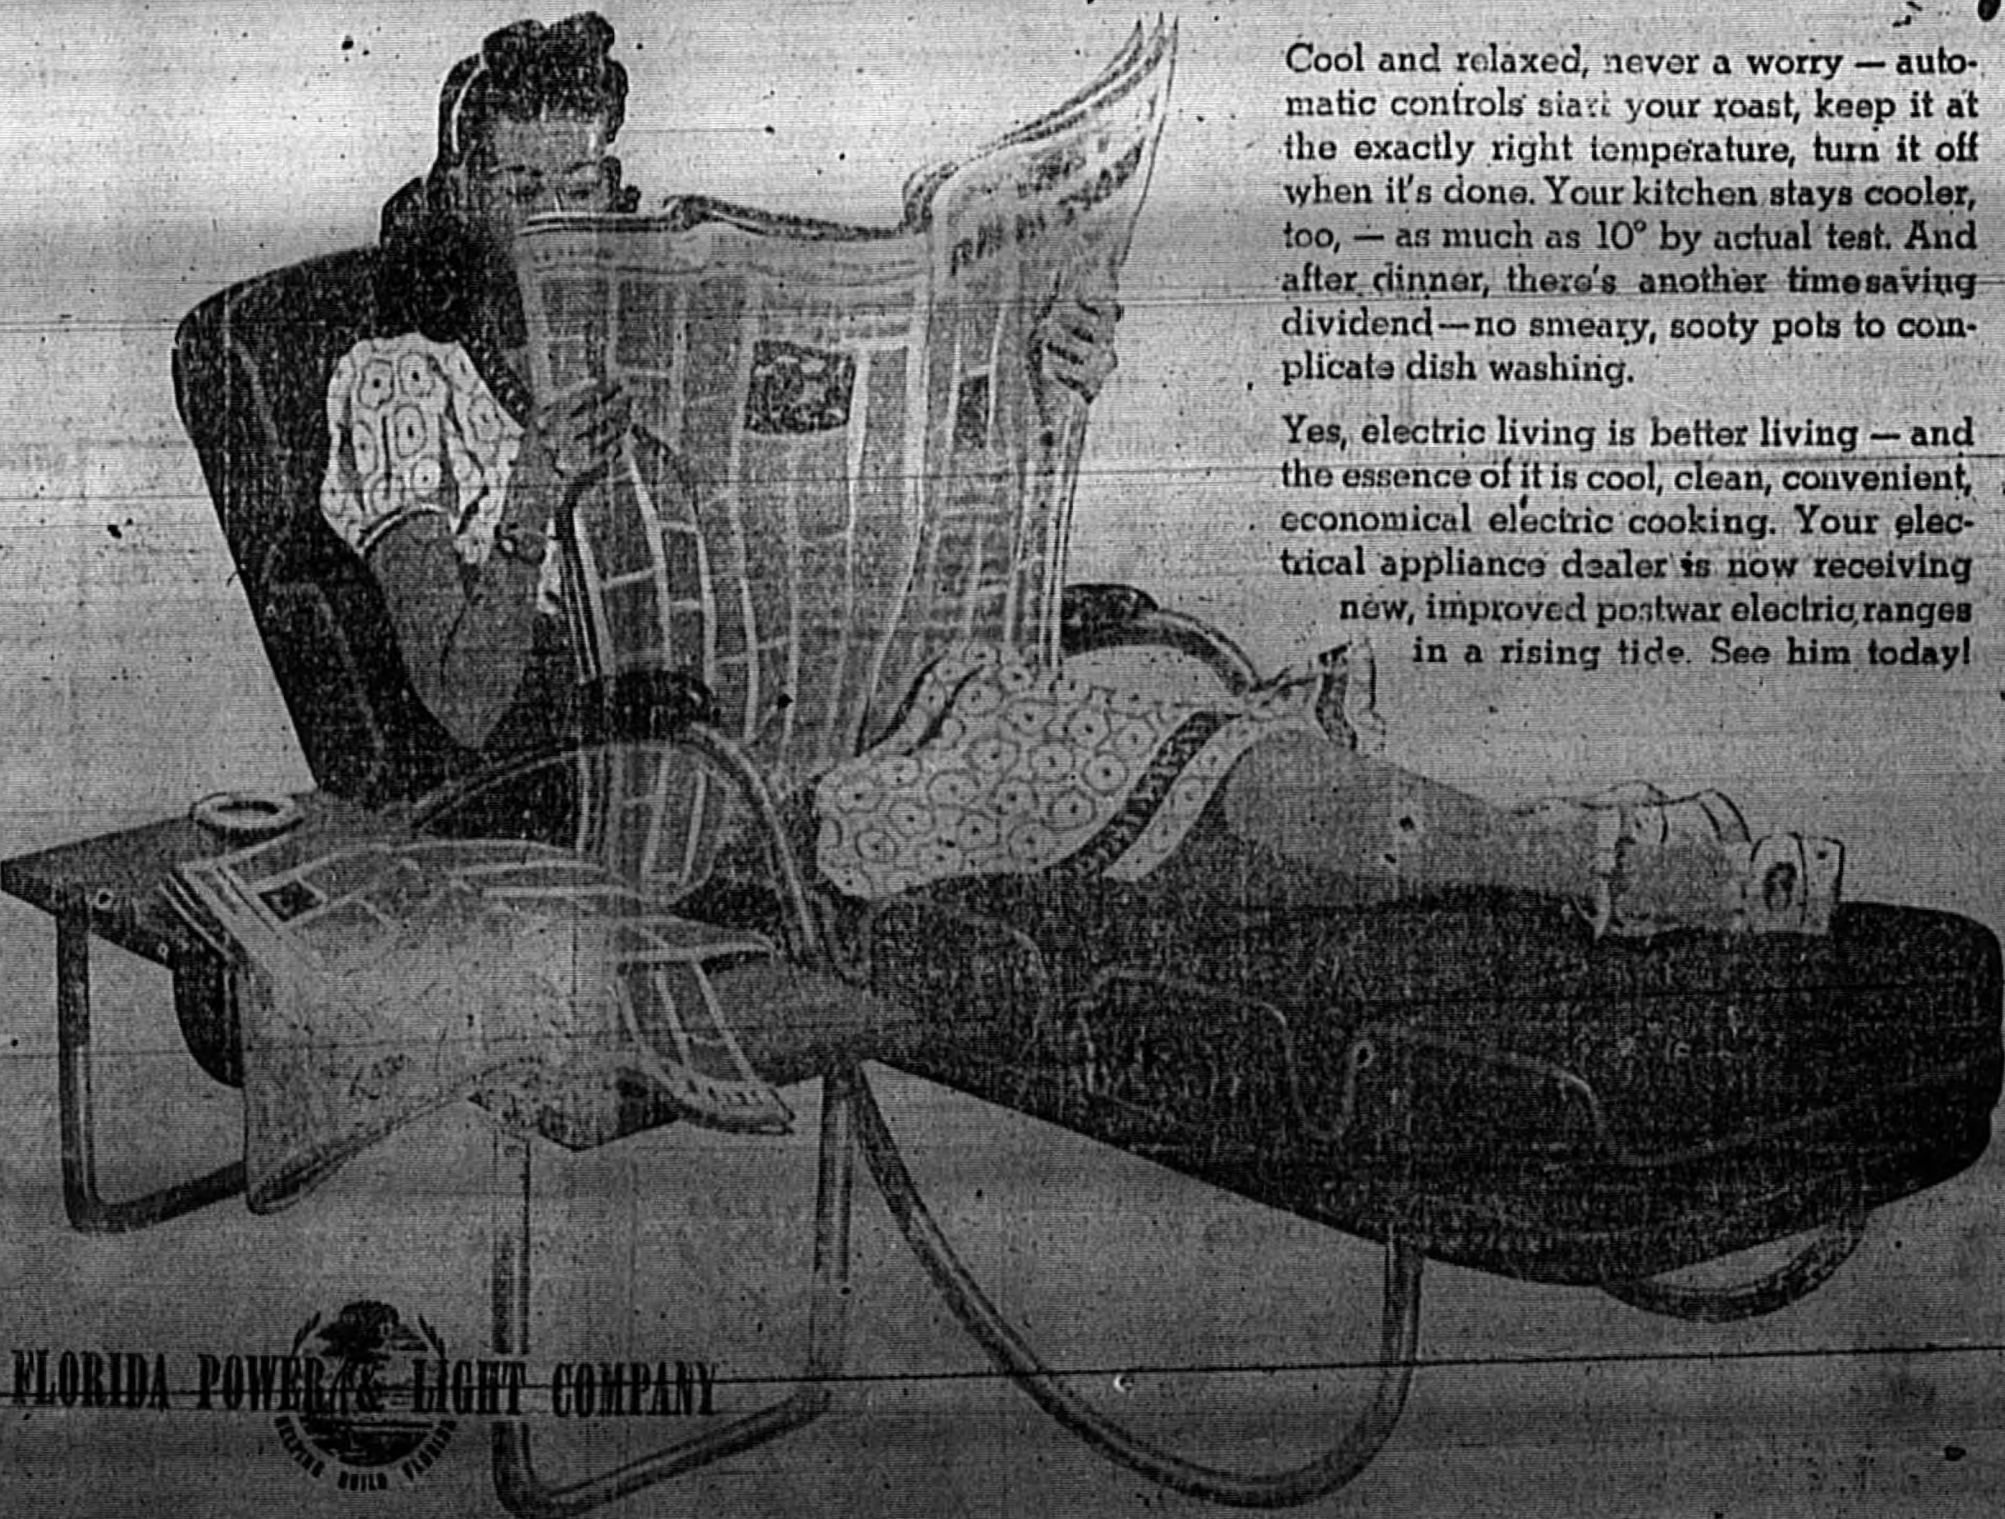 Cool and relaxed, never a worry — auto-
matic controls start your roast, keep it at
the exactly right temperature, turn it off
when it's done. Your kitchen stays cooler,
too, — as much as 10° by actual test. And
after dinner, there's another timesaving
dividend—no smeary, sooty pots to com-
plicate dish washing.
Yes, electric living is better living — and
the essence of it is cool, clean, convenient,
economical electric cooking. Your elec-
trical appliance dealer is now receiving
new, improved postwar electric ranges
in a rising tide. See him today!
FLORIDA POWER & LIGHT COMPANY
HELPING BUILD FLORIDA